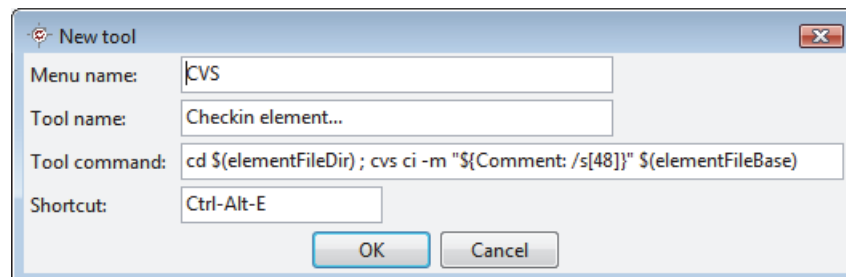 New tool
Menu name: CVS
Tool name: Checkin element...
Tool command: cd $(elementFileDir) ; cvs ci -m "${Comment: /s[48]}" $(elementFileBase)
Shortcut: Ctrl-Alt-E
OK Cancel